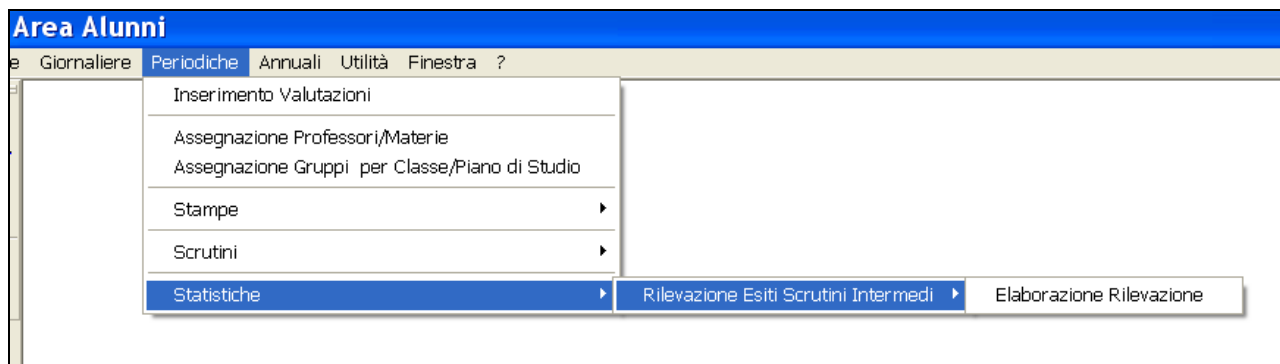 Area Alunni
e Giornaliere Periodiche Annuali Utilità Finestra ?
Inserimento Valutazioni
Assegnazione Professori/Materie
Assegnazione Gruppi per Classe/Piano di Studio
Stampe
Scrutini
Statistiche Rilevazione Esiti Scrutini Intermedi Elaborazione Rilevazione